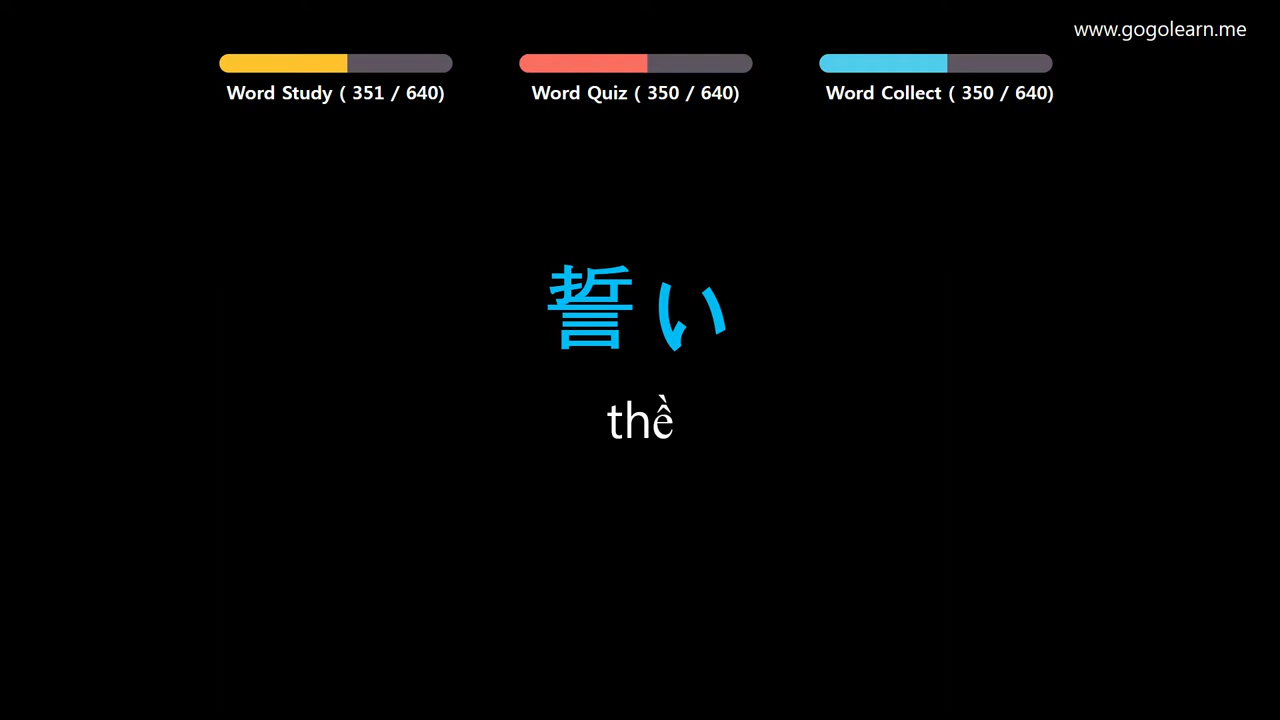 www.gogolearn.me
Word Study ( 351 / 640)
Word Quiz ( 350 / 640)
Word Collect ( 350 / 640)
誓い
thề